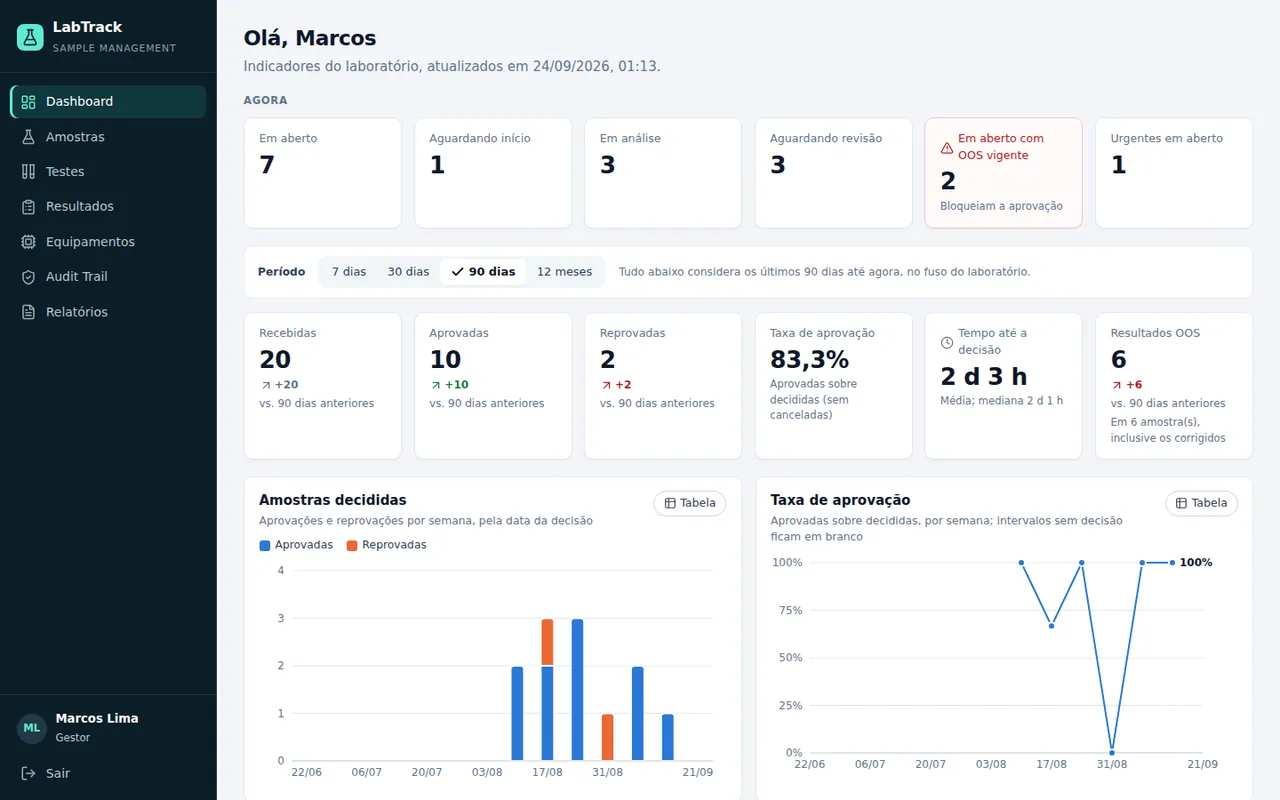 LabTrack
SAMPLE MANAGEMENT
Dashboard
Amostras
Testes
Resultados
Equipamentos
Audit Trail
Relatórios
ML
Marcos Lima
Gestor
Sair
Olá, Marcos
Indicadores do laboratório, atualizados em 24/09/2026, 01:13.
AGORA
Em aberto
7
Aguardando início
1
Em análise
3
Aguardando revisão
3
Em aberto com
OOS vigente
2
Bloqueiam a aprovação
Urgentes em aberto
1
Período
7 dias
30 dias
90 dias
12 meses
Tudo abaixo considera os últimos 90 dias até agora, no fuso do laboratório.
Recebidas
20
+20
vs. 90 dias anteriores
Aprovadas
10
+10
vs. 90 dias anteriores
Reprovadas
2
+2
vs. 90 dias anteriores
Taxa de aprovação
83,3%
Aprovadas sobre
decididas (sem
canceladas)
Tempo até a
decisão
2 d 3 h
Média; mediana 2 d 1 h
Resultados OOS
6
+6
vs. 90 dias anteriores
Em 6 amostra(s),
inclusive os corrigidos
Amostras decididas
Tabela
Aprovações e reprovações por semana, pela data da decisão
Aprovadas
Reprovadas
4
3
2
1
0
22/06
06/07
20/07
03/08
17/08
31/08
21/09
Taxa de aprovação
Tabela
Aprovadas sobre decididas, por semana; intervalos sem decisão
ficam em branco
100%
75%
50%
25%
0%
100%
22/06
06/07
20/07
03/08
17/08
31/08
21/09